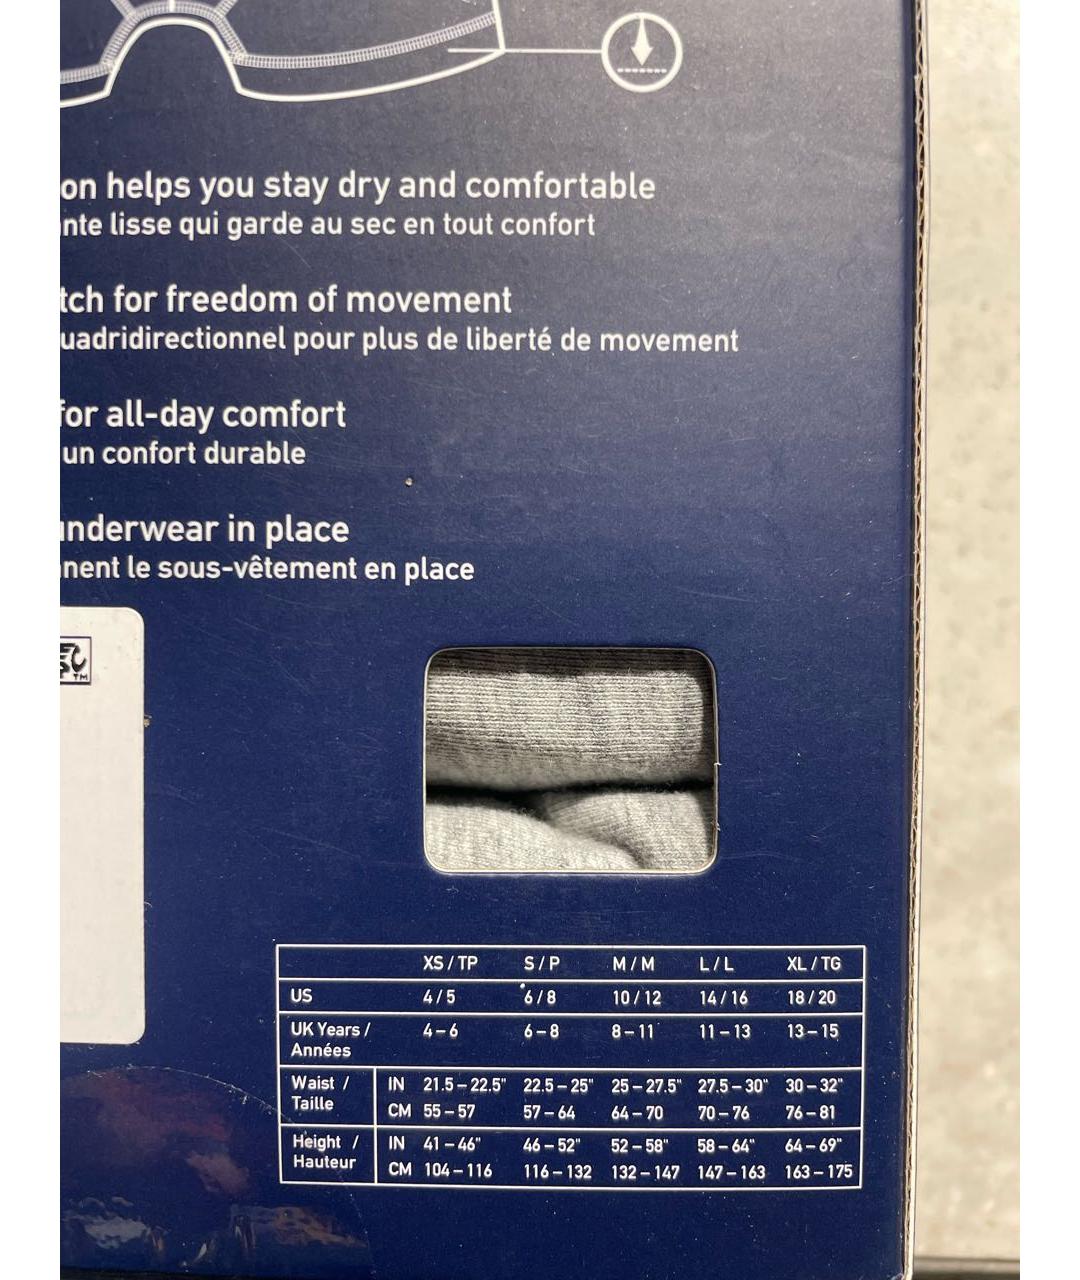 on helps you stay dry and comfortable
nte lisse qui garde au sec en tout confort
tch for freedom of movement
uadridirectionnel pour plus de liberté de movement
for all-day comfort
un confort durable
underwear in place
nent le sous-vêtement en place
TM
XS / TP S / P M / M L / L XL / TG
US 4 / 5 6 / 8 10 / 12 14 / 16 18 / 20
UK Years / 4 – 6 6 – 8 8 – 11 11 – 13 13 – 15
Années
Waist / IN 21.5 – 22.5" 22.5 – 25" 25 – 27.5" 27.5 – 30" 30 – 32"
Taille CM 55 – 57 57 – 64 64 – 70 70 – 76 76 – 81
Height / IN 41 – 46" 46 – 52" 52 – 58" 58 – 64" 64 – 69"
Hauteur CM 104 – 116 116 – 132 132 – 147 147 – 163 163 – 175